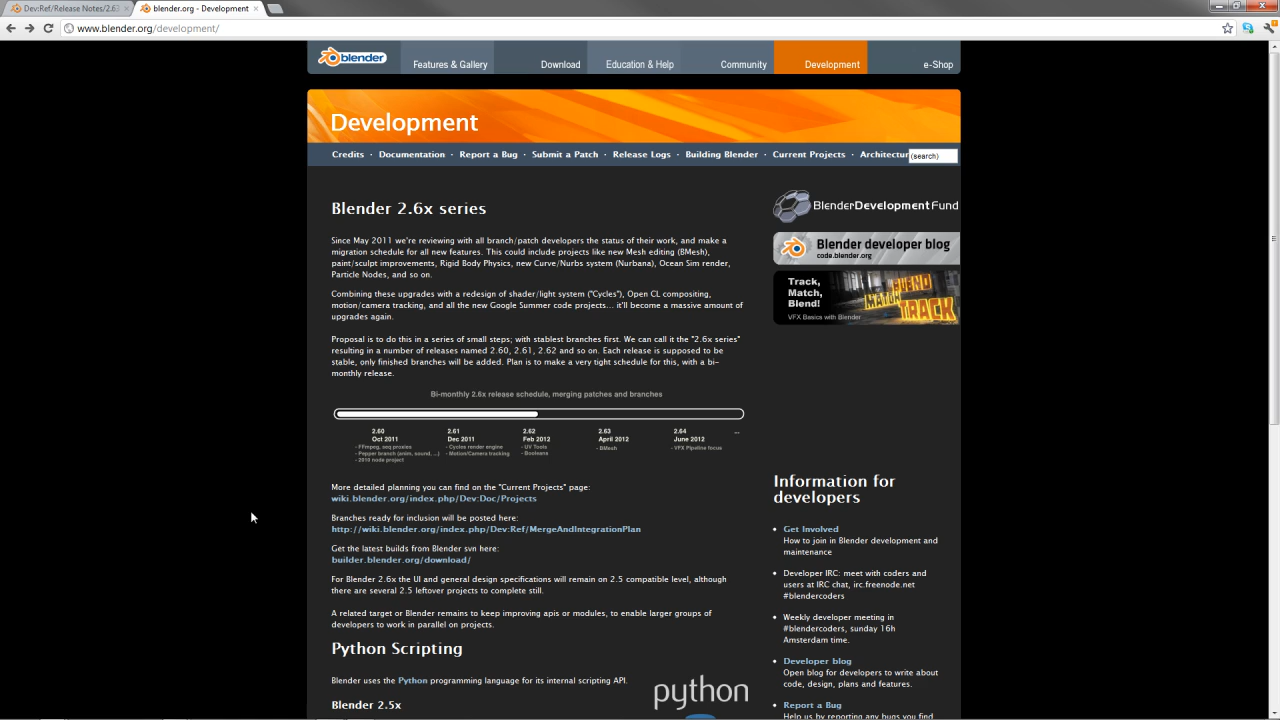 Dev:Ref/Release Notes/2.63
blender.org - Development
www.blender.org/development/
blender
Features & Gallery
Download
Education & Help
Community
Development
e-Shop
Development
Credits · Documentation · Report a Bug · Submit a Patch · Release Logs · Building Blender · Current Projects · Architectur
(search)
Blender 2.6x series
Since May 2011 we're reviewing with all branch/patch developers the status of their work, and make a
migration schedule for all new features. This could include projects like new Mesh editing (BMesh),
paint/sculpt improvements, Rigid Body Physics, new Curve/Nurbs system (Nurbana), Ocean Sim render,
Particle Nodes, and so on.
Combining these upgrades with a redesign of shader/light system ("Cycles"), Open CL compositing,
motion/camera tracking, and all the new Google Summer code projects... it'll become a massive amount of
upgrades again.
Proposal is to do this in a series of small steps; with stablest branches first. We can call it the "2.6x series"
resulting in a number of releases named 2.60, 2.61, 2.62 and so on. Each release is supposed to be
stable, only finished branches will be added. Plan is to make a very tight schedule for this, with a bi-
monthly release.
Bi-monthly 2.6x release schedule, merging patches and branches
2.60
Oct 2011
- FFmpeg, seq proxies
- Pepper branch (anim, sound, ...)
- 2010 node project
2.61
Dec 2011
- Cycles render engine
- Motion/Camera tracking
2.62
Feb 2012
- UV Tools
- Booleans
2.63
April 2012
- BMesh
2.64
June 2012
- VFX Pipeline focus
...
More detailed planning you can find on the "Current Projects" page:
wiki.blender.org/index.php/Dev:Doc/Projects
Branches ready for inclusion will be posted here:
http://wiki.blender.org/index.php/Dev:Ref/MergeAndIntegrationPlan
Get the latest builds from Blender svn here:
builder.blender.org/download/
For Blender 2.6x the UI and general design specifications will remain on 2.5 compatible level, although
there are several 2.5 leftover projects to complete still.
A related target or Blender remains to keep improving apis or modules, to enable larger groups of
developers to work in parallel on projects.
Python Scripting
Blender uses the Python programming language for its internal scripting API.
python
Blender 2.5x
BlenderDevelopmentFund
Blender developer blog
code.blender.org
Track,
Match,
Blend!
VFX Basics with Blender
BLEND
MATCH
TRACK
Information for
developers
• Get Involved
How to join in Blender development and
maintenance
• Developer IRC: meet with coders and
users at IRC chat, irc.freenode.net
#blendercoders
• Weekly developer meeting in
#blendercoders, sunday 16h
Amsterdam time.
• Developer blog
Open blog for developers to write about
code, design, plans and features.
• Report a Bug
Help us by reporting any bugs you find